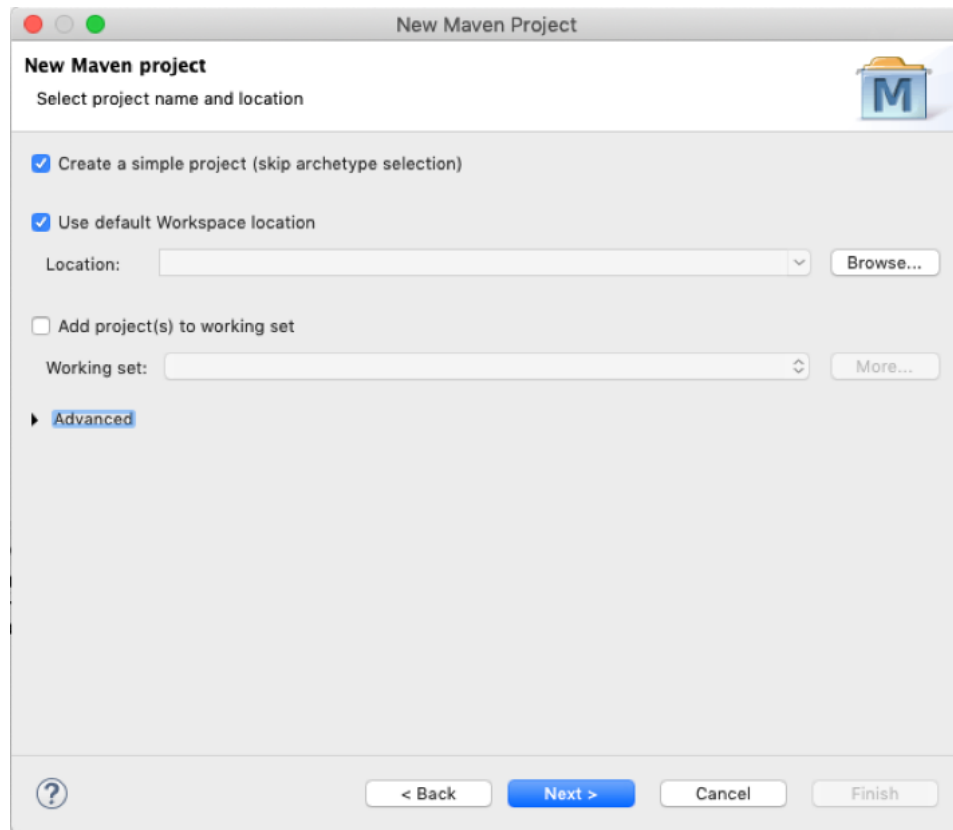 New Maven Project
New Maven project
Select project name and location
M
Create a simple project (skip archetype selection)
Use default Workspace location
Location:
Browse...
Add project(s) to working set
Working set:
More...
Advanced
?
< Back
Next >
Cancel
Finish